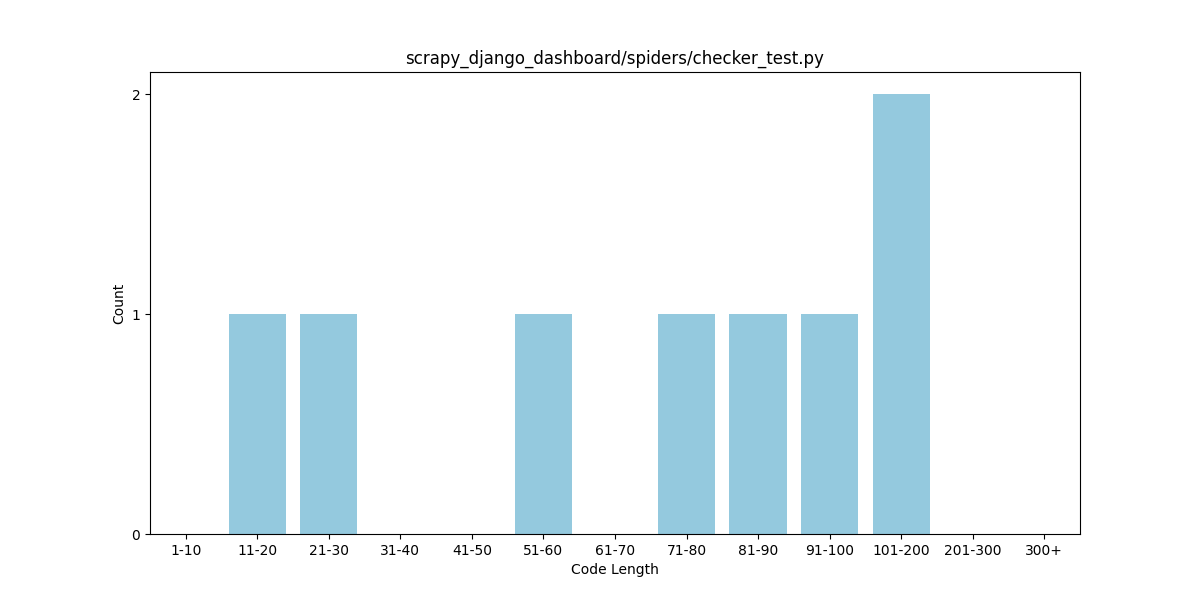 scrapy_django_dashboard/spiders/checker_test.py
Count
2
1
0
1-10 11-20 21-30 31-40 41-50 51-60 61-70 71-80 81-90 91-100 101-200 201-300 300+
Code Length